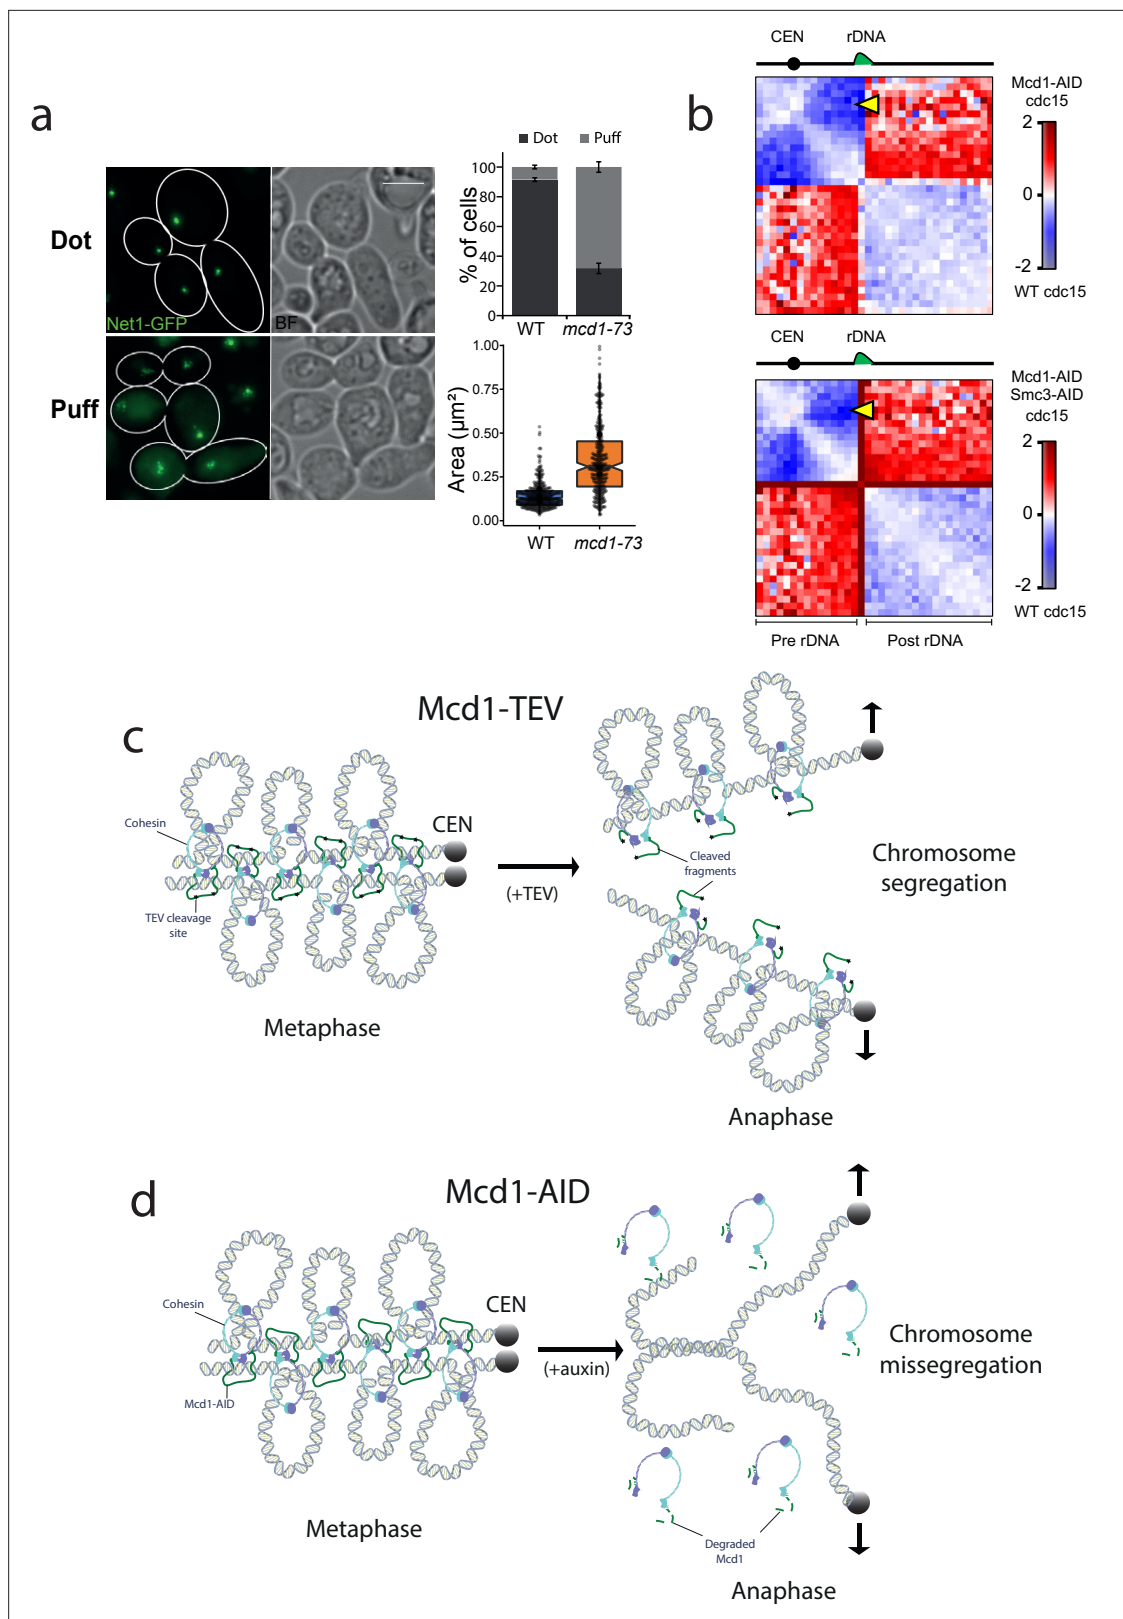 a
Dot
Net1-GFP
BF
Puff
Dot
Puff
% of cells
100
80
60
40
20
0
WT
mcd1-73
Area (µm²)
1.00
0.75
0.50
0.25
0.00
WT
mcd1-73
b
CEN
rDNA
Mcd1-AID
cdc15
2
0
-2
WT cdc15
CEN
rDNA
Mcd1-AID
Smc3-AID
cdc15
2
0
-2
WT cdc15
Pre rDNA
Post rDNA
c
Mcd1-TEV
Cohesin
CEN
TEV cleavage
site
Metaphase
(+TEV)
Cleaved
fragments
Chromosome
segregation
Anaphase
d
Mcd1-AID
Cohesin
CEN
Mcd1-AID
Metaphase
(+auxin)
Chromosome
missegregation
Degraded
Mcd1
Anaphase